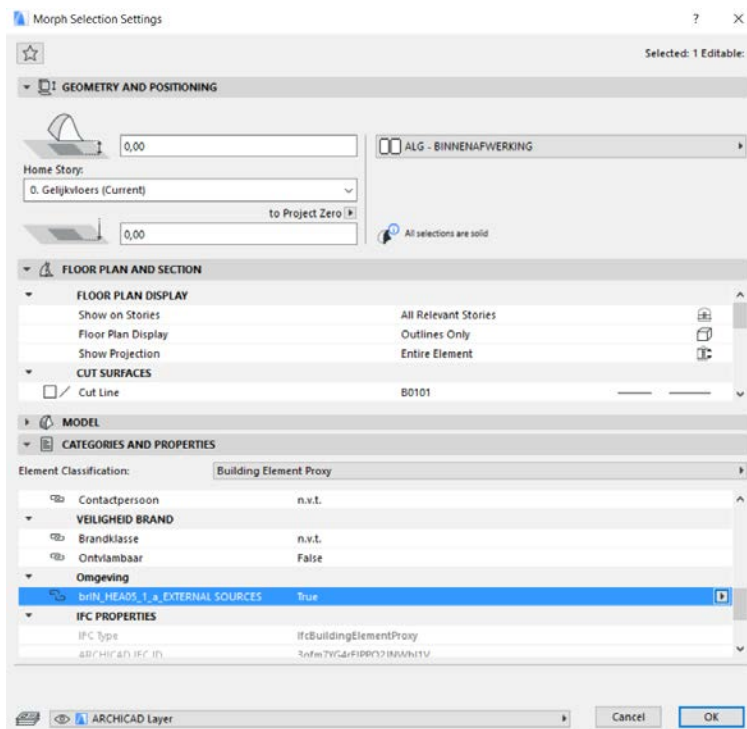 Morph Selection Settings
?
Selected: 1 Editable:
GEOMETRY AND POSITIONING
0,00
ALG - BINNENAFWERKING
Home Story:
0. Gelijkvloers (Current)
to Project Zero
0,00
All selections are solid
FLOOR PLAN AND SECTION
FLOOR PLAN DISPLAY
Show on Stories All Relevant Stories
Floor Plan Display Outlines Only
Show Projection Entire Element
CUT SURFACES
Cut Line B0101
MODEL
CATEGORIES AND PROPERTIES
Element Classification: Building Element Proxy
Contactpersoon n.v.t.
VEILIGHEID BRAND
Brandklasse n.v.t.
Ontvlambaar False
Omgeving
brIN_HEA05_1_a_EXTERNAL SOURCES True
IFC PROPERTIES
IFC Type IfcBuildingElementProxy
ARCHICAD IFC ID
ARCHICAD Layer
Cancel OK